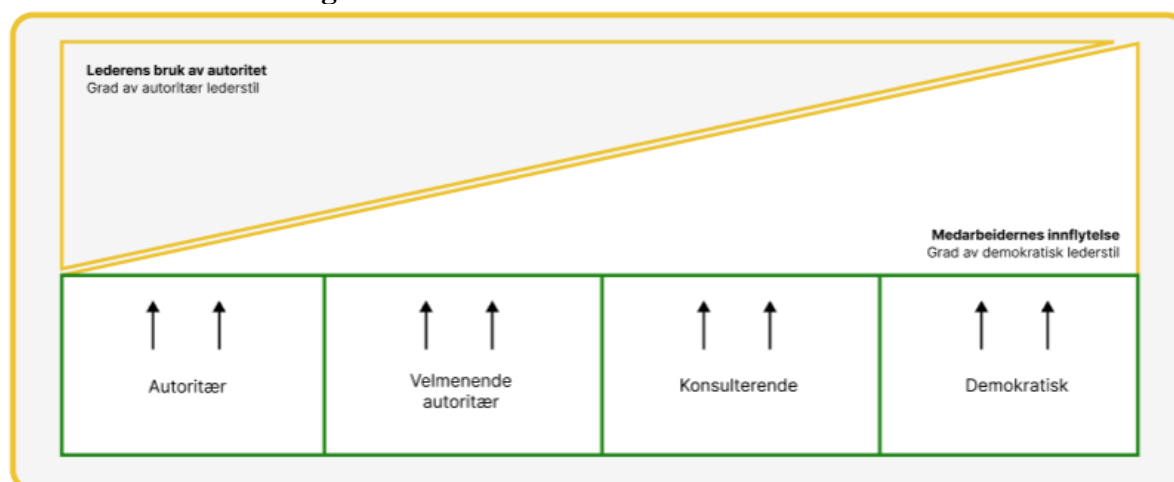 Lederens bruk av autoritet
Grad av autoritær lederstil
Medarbeidernes innflytelse
Grad av demokratisk lederstil
Autoritær
Velmenende
autoritær
Konsulterende
Demokratisk